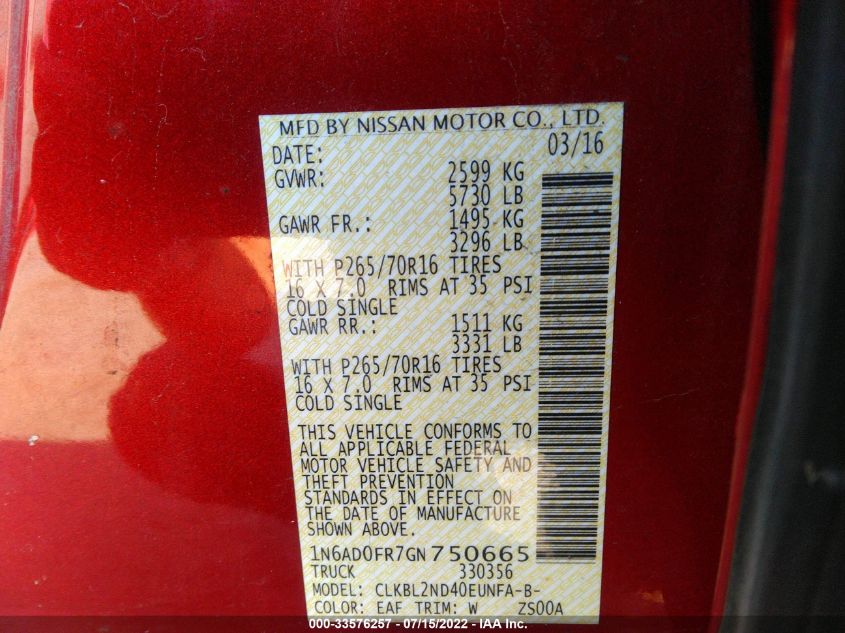 MFD BY NISSAN MOTOR CO., LTD.
DATE: 03/16
GVWR: 2599 KG
5730 LB
GAWR FR.: 1495 KG
3296 LB
WITH P265/70R16 TIRES
16 X 7.0 RIMS AT 35 PSI
COLD SINGLE
GAWR RR.: 1511 KG
3331 LB
WITH P265/70R16 TIRES
16 X 7.0 RIMS AT 35 PSI
COLD SINGLE
THIS VEHICLE CONFORMS TO
ALL APPLICABLE FEDERAL
MOTOR VEHICLE SAFETY AND
THEFT PREVENTION
STANDARDS IN EFFECT ON
THE DATE OF MANUFACTURE
SHOWN ABOVE.
1N6AD0FR7GN750665
TRUCK 330356
MODEL: CLKBL2ND40EUNFA-B-
COLOR: EAF TRIM: W ZS00A
000-33576257 - 07/15/2022 - IAA Inc.